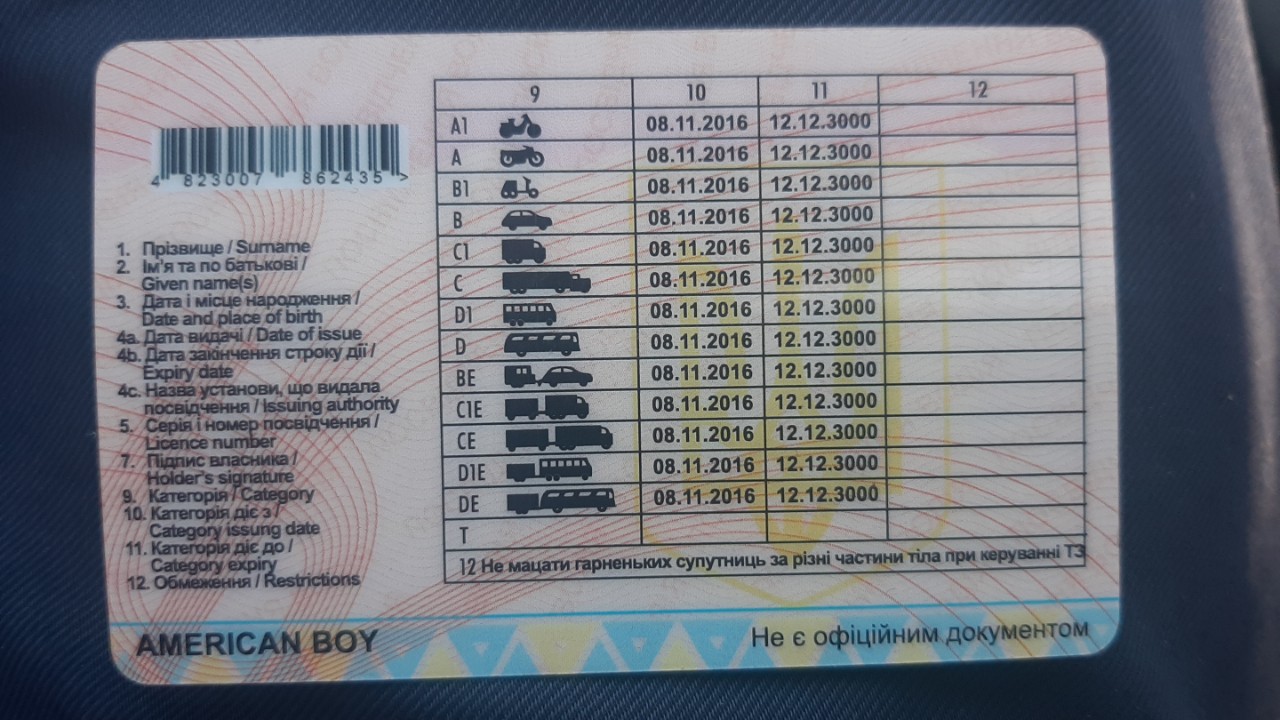 4 823007 862435 >
1. Прізвище / Surname
2. Ім'я та по батькові /
Given name(s)
3. Дата і місце народження /
Date and place of birth
4a. Дата видачі / Date of issue
4b. Дата закінчення строку дії /
Expiry date
4c. Назва установи, що видала
посвідчення / Issuing authority
5. Серія і номер посвідчення /
Licence number
7. Підпис власника /
Holder's signature
9. Категорія / Category
10. Категорія діє з /
Category issung date
11. Категорія діє до /
Category expiry
12. Обмеження / Restrictions
9 10 11 12
A1 08.11.2016 12.12.3000
A 08.11.2016 12.12.3000
B1 08.11.2016 12.12.3000
B 08.11.2016 12.12.3000
C1 08.11.2016 12.12.3000
C 08.11.2016 12.12.3000
D1 08.11.2016 12.12.3000
D 08.11.2016 12.12.3000
BE 08.11.2016 12.12.3000
C1E 08.11.2016 12.12.3000
CE 08.11.2016 12.12.3000
D1E 08.11.2016 12.12.3000
DE 08.11.2016 12.12.3000
T
12 Не мацати гарненьких супутниць за різні частини тіла при керуванні ТЗ
AMERICAN BOY
Не є офіційним документом